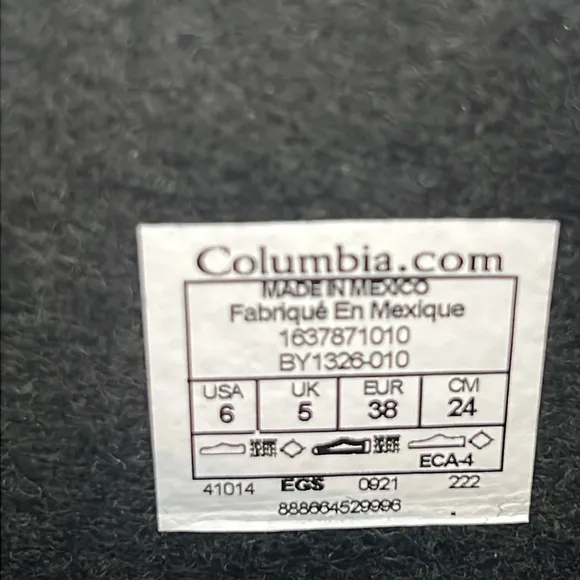 Columbia.com
MADE IN MEXICO
Fabriqué En Mexique
1637871010
BY1326-010
USA UK EUR CM
6 5 38 24
ECA-4
41014 EGS 0921 222
888664529996